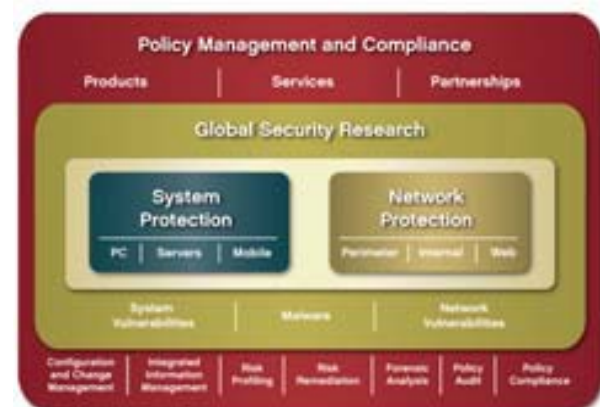 Policy Management and Compliance
Products Services Partnerships
Global Security Research
System Protection
PC Servers Mobile
Network Protection
Perimeter Internal Web
System Vulnerabilities
Malware
Network Vulnerabilities
Configuration and Change Management
Integrated Information Management
Risk Profiling
Risk Remediation
Forensic Analysis
Policy Audit
Policy Compliance